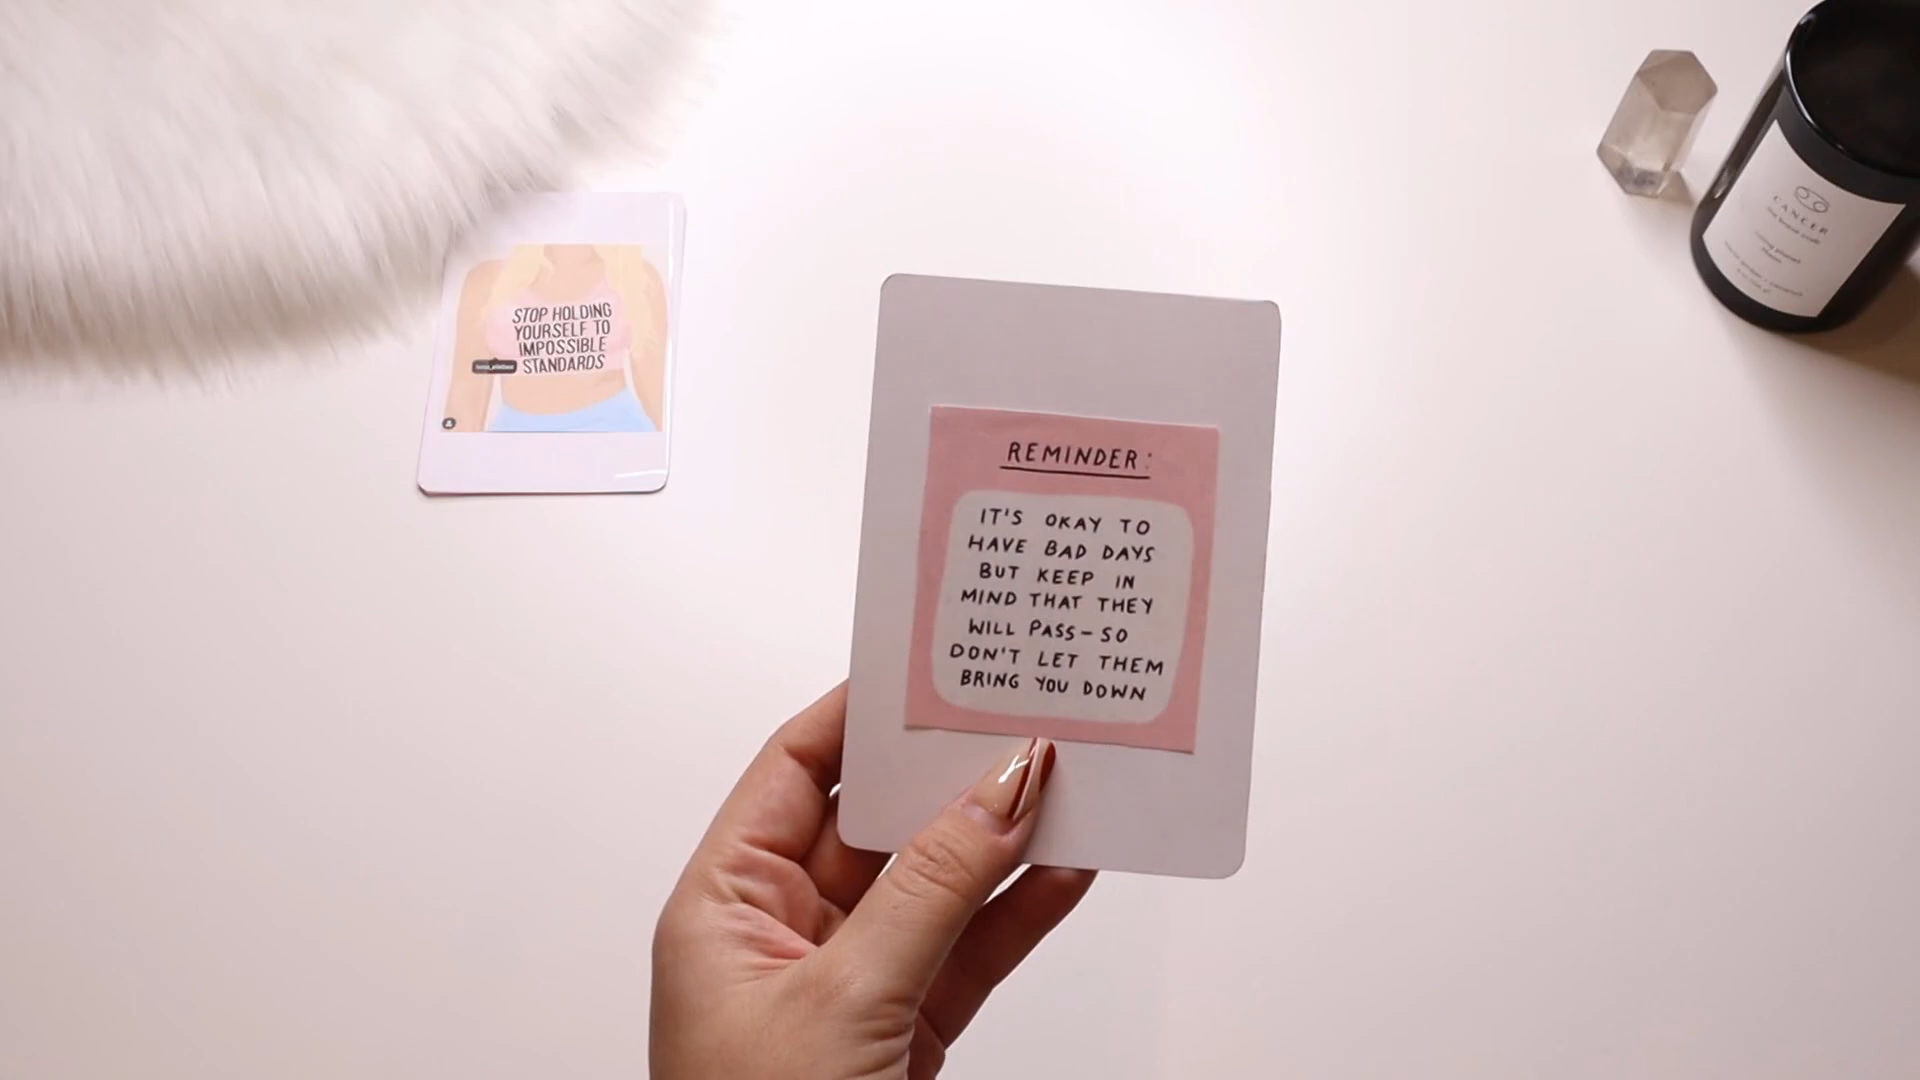 STOP HOLDING
YOURSELF TO
IMPOSSIBLE
STANDARDS
REMINDER:
IT'S OKAY TO
HAVE BAD DAYS
BUT KEEP IN
MIND THAT THEY
WILL PASS-SO
DON'T LET THEM
BRING YOU DOWN
CANCER